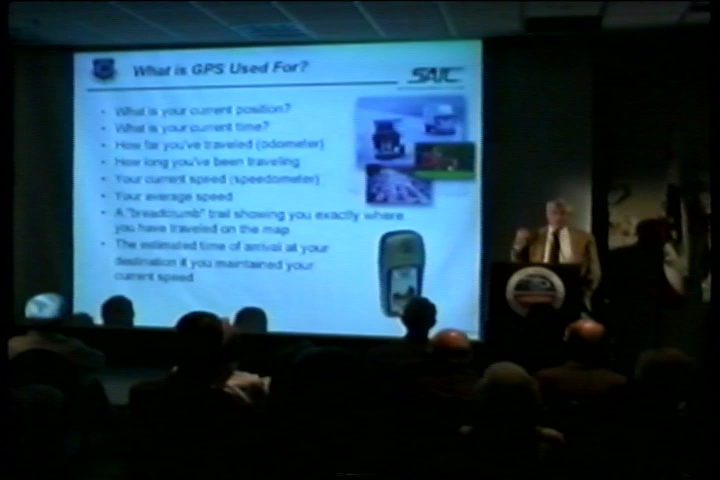 What is GPS Used For?
SAIC
• What is your current position?
• What is your current time?
• How far you've traveled (odometer)
• How long you've been traveling
• Your current speed (speedometer)
• Your average speed
• A "breadcrumb" trail showing you exactly where
you have traveled on the map
• The estimated time of arrival at your
destination if you maintained your
current speed